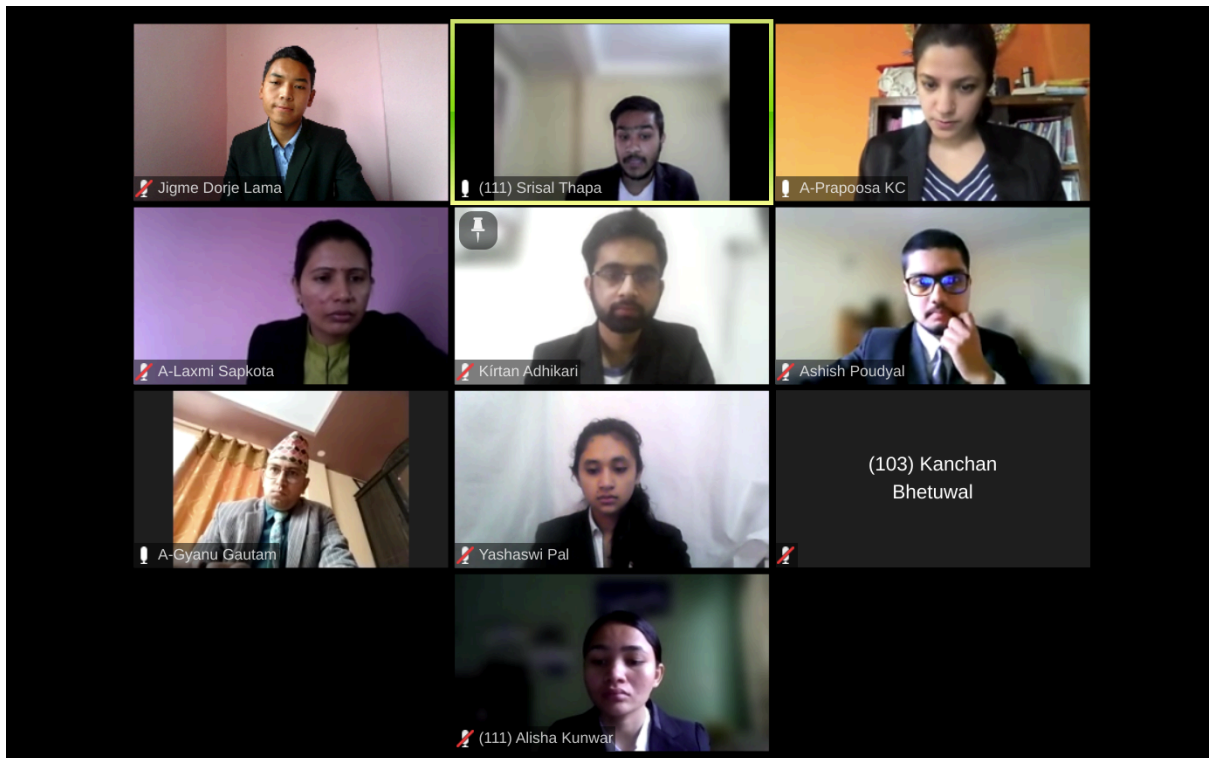 Jigme Dorje Lama
(111) Srisal Thapa
A-Prapoosa KC
A-Laxmi Sapkota
Kírtan Adhikari
Ashish Poudyal
A-Gyanu Gautam
Yashaswi Pal
(103) Kanchan
Bhetuwal
(111) Alisha Kunwar